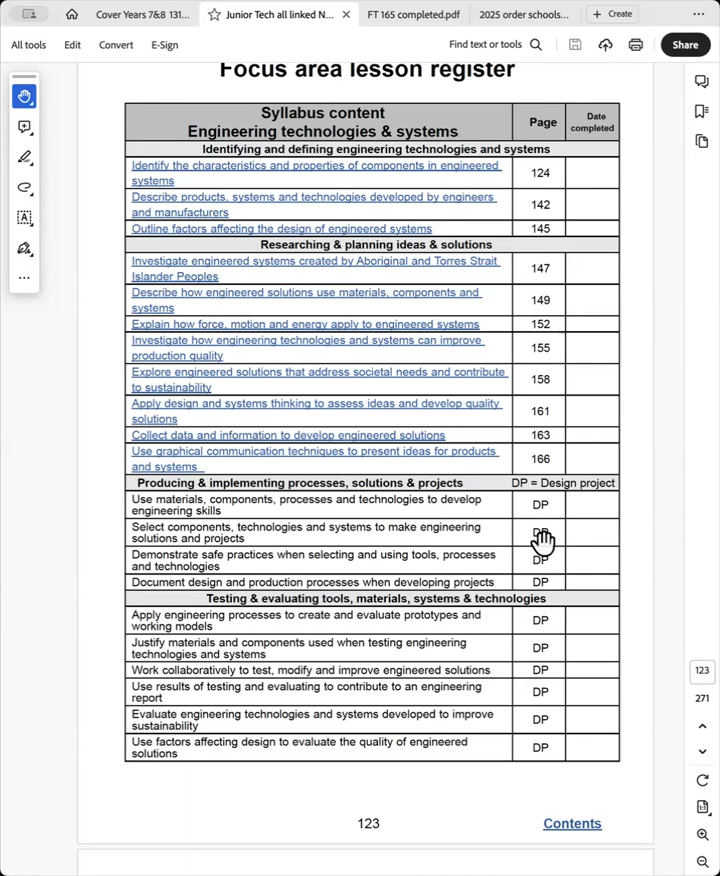 Cover Years 7&8 131...
Junior Tech all linked N...
FT 165 completed.pdf
2025 order schools...
Create
All tools
Edit
Convert
E-Sign
Find text or tools
Share
Focus area lesson register
Syllabus content
Engineering technologies & systems
Page
Date
completed
Identifying and defining engineering technologies and systems
Identify the characteristics and properties of components in engineered
systems
124
Describe products, systems and technologies developed by engineers
and manufacturers
142
Outline factors affecting the design of engineered systems
145
Researching & planning ideas & solutions
Investigate engineered systems created by Aboriginal and Torres Strait
Islander Peoples
147
Describe how engineered solutions use materials, components and
systems
149
Explain how force, motion and energy apply to engineered systems
152
Investigate how engineering technologies and systems can improve
production quality
155
Explore engineered solutions that address societal needs and contribute
to sustainability
158
Apply design and systems thinking to assess ideas and develop quality
solutions
161
Collect data and information to develop engineered solutions
163
Use graphical communication techniques to present ideas for products
and systems
166
Producing & implementing processes, solutions & projects
DP = Design project
Use materials, components, processes and technologies to develop
engineering skills
DP
Select components, technologies and systems to make engineering
solutions and projects
DP
Demonstrate safe practices when selecting and using tools, processes
and technologies
DP
Document design and production processes when developing projects
DP
Testing & evaluating tools, materials, systems & technologies
Apply engineering processes to create and evaluate prototypes and
working models
DP
Justify materials and components used when testing engineering
technologies and systems
DP
Work collaboratively to test, modify and improve engineered solutions
DP
Use results of testing and evaluating to contribute to an engineering
report
DP
Evaluate engineering technologies and systems developed to improve
sustainability
DP
Use factors affecting design to evaluate the quality of engineered
solutions
DP
123
Contents
123
271